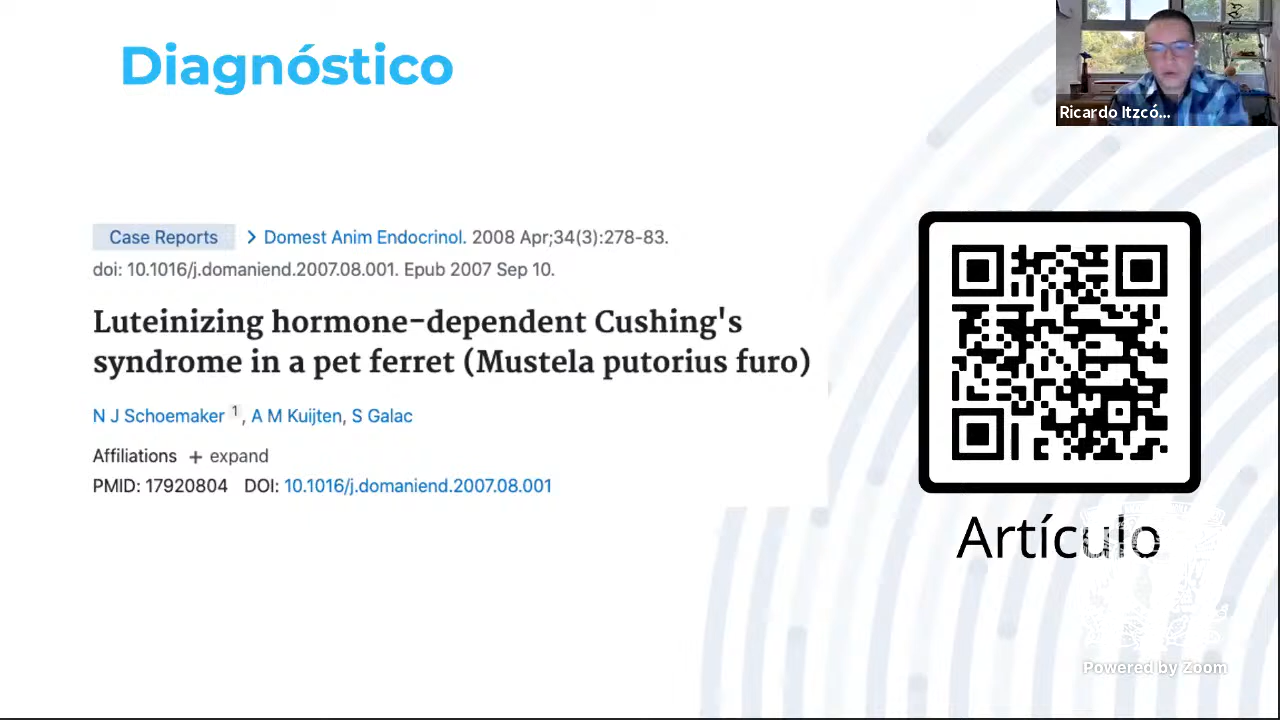 Diagnóstico
Ricardo Itzcó...
Case Reports > Domest Anim Endocrinol. 2008 Apr;34(3):278-83.
doi: 10.1016/j.domaniend.2007.08.001. Epub 2007 Sep 10.
Luteinizing hormone-dependent Cushing's
syndrome in a pet ferret (Mustela putorius furo)
N J Schoemaker 1, A M Kuijten, S Galac
Affiliations + expand
PMID: 17920804 DOI: 10.1016/j.domaniend.2007.08.001
Artículo
Powered by Zoom